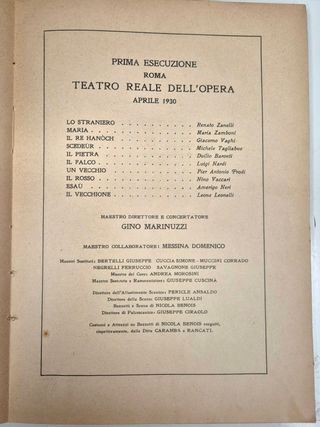 PRIMA ESECUZIONE
ROMA
TEATRO REALE DELL'OPERA
APRILE 1930
LO STRANIERO . . . . . . . . . . Renato Zanelli
MARIA . . . . . . . . . . . . . Maria Zamboni
IL RE HANÒCH . . . . . . . . . . Giacomo Vaghi
SCEDEÙR . . . . . . . . . . . . Michele Tagliabue
IL PIETRA . . . . . . . . . . . Duilio Baronti
IL FALCO . . . . . . . . . . . . Luigi Nardi
UN VECCHIO . . . . . . . . . . . Pier Antonio Prodi
IL ROSSO . . . . . . . . . . . . Nino Vaccari
ESAÙ . . . . . . . . . . . . . . Amerigo Neri
IL VECCHIONE . . . . . . . . . . Leone Leonelli
MAESTRO DIRETTORE E CONCERTATORE
GINO MARINUZZI
MAESTRO COLLABORATORE: MESSINA DOMENICO
Maestri Sostituti: BERTELLI GIUSEPPE CUCCIA SIMONE - MUCCINI CORRADO
NEGRELLI FERRUCCIO SAVAGNONE GIUSEPPE
Maestro del Coro: ANDREA MOROSINI
Maestro Sostituto e Rammentatore: GIUSEPPE CUSCINÀ
Direttore dell'Allestimento Scenico: PERICLE ANSALDO
Direttore della Scena: GIUSEPPE LUALDI
Bozzetti e Scene di NICOLA BENOIS
Direttore di Palcoscenico: GIUSEPPE CIRAOLO
Costumi e Attrezzi su Bozzetti di NICOLA BENOIS eseguiti,
rispettivamente, dalle Ditte CARAMBA e RANCATI.